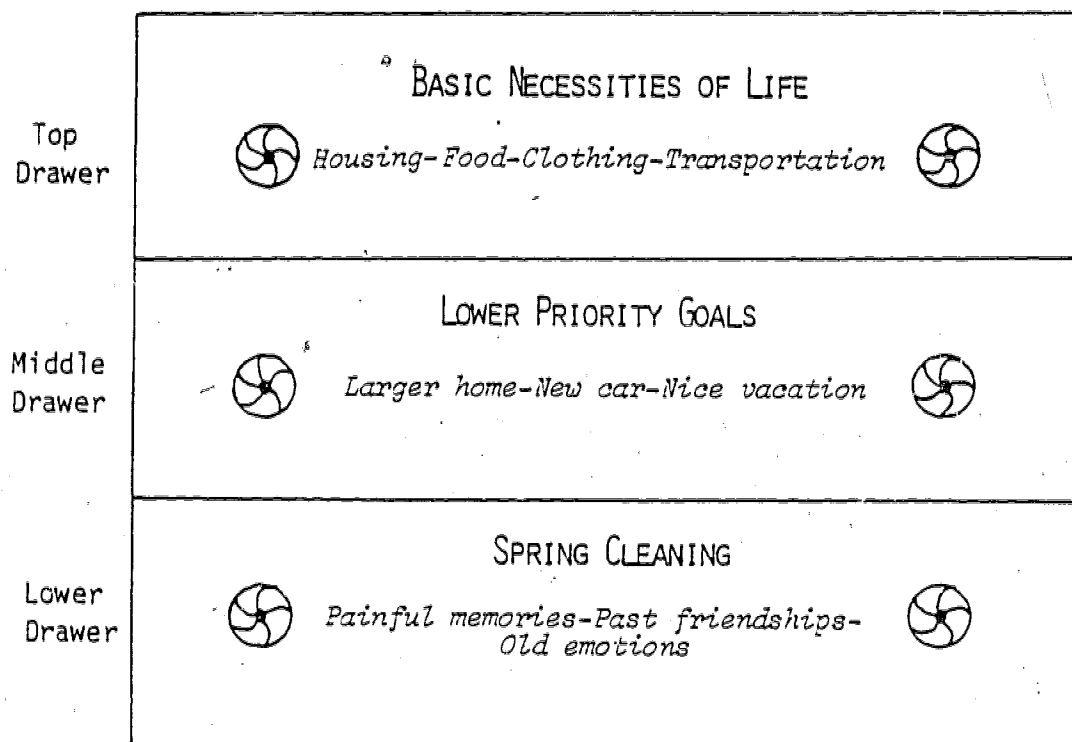 BASIC NECESSITIES OF LIFE
Top
Drawer
Housing-Food-Clothing-Transportation
LOWER PRIORITY GOALS
Middle
Drawer
Larger home-New car-Nice vacation
SPRING CLEANING
Lower
Drawer
Painful memories-Past friendships-
Old emotions